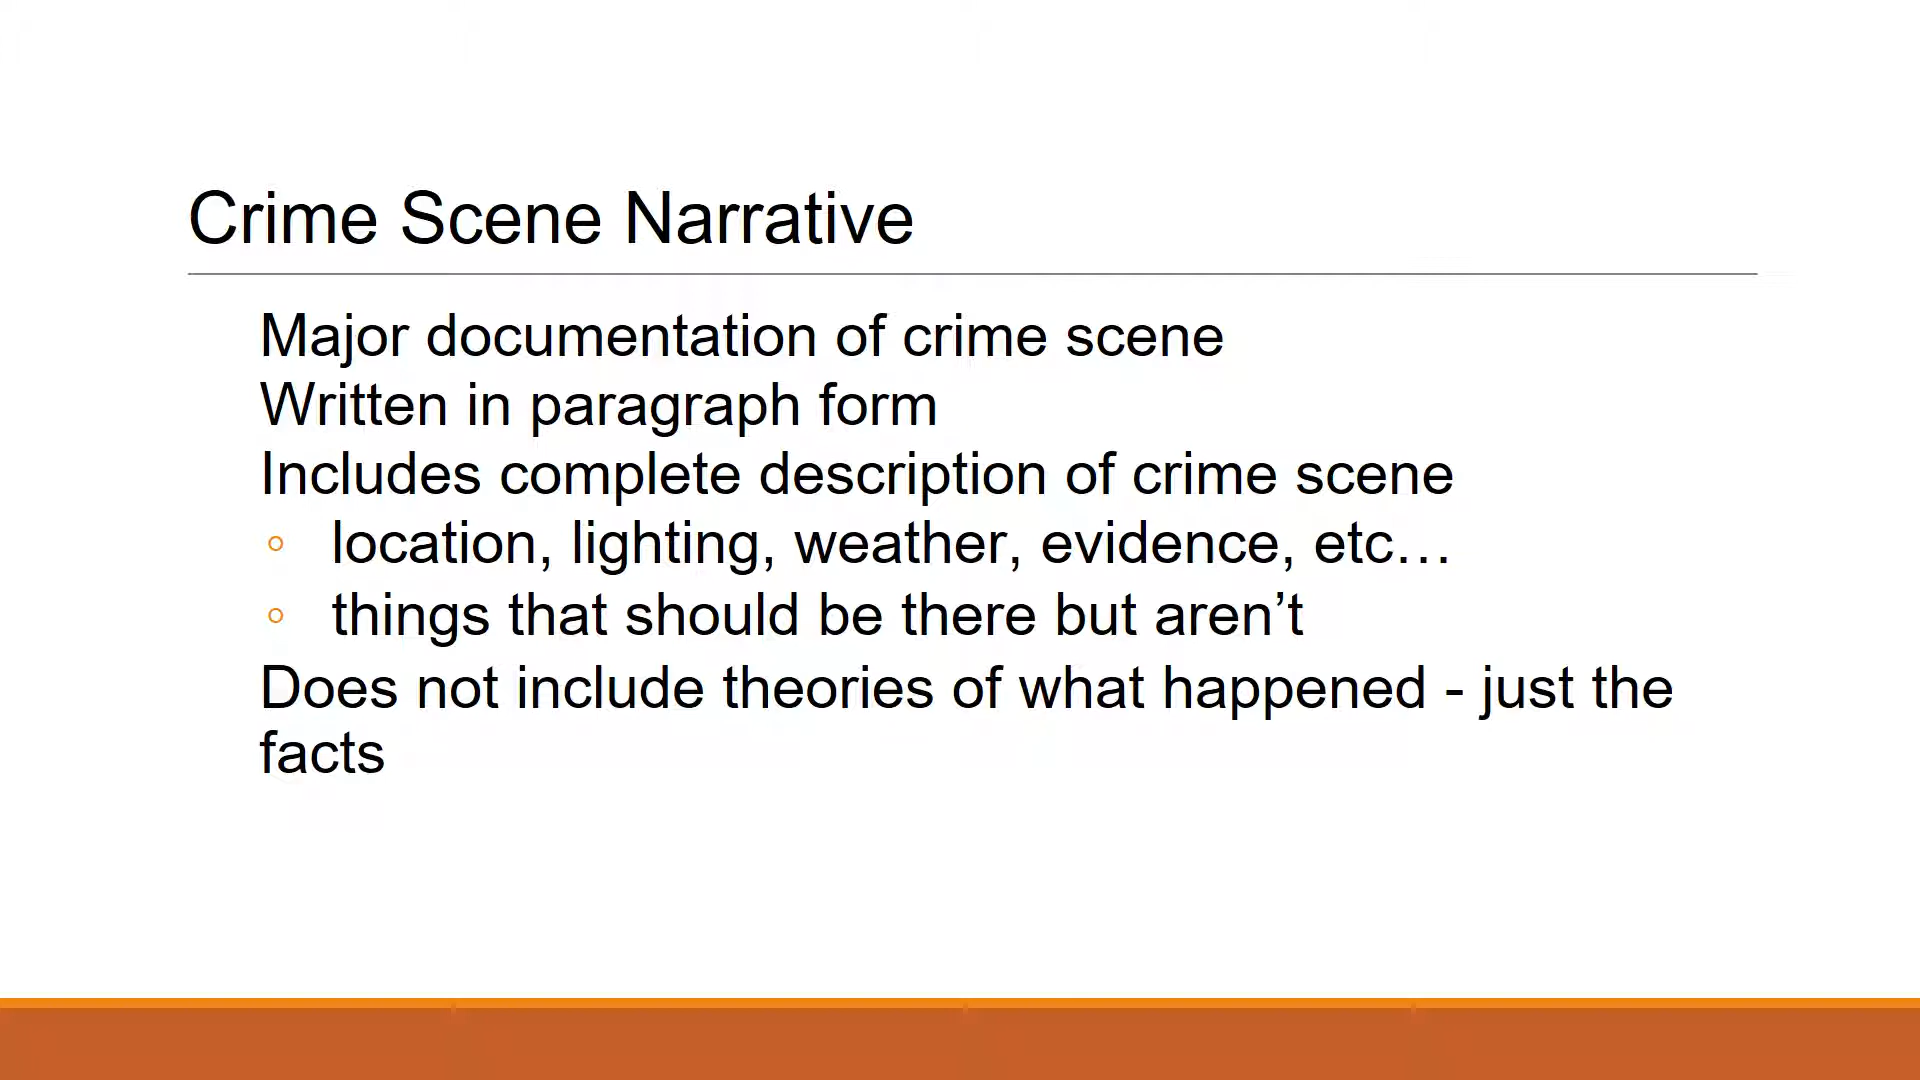 Crime Scene Narrative
Major documentation of crime scene
Written in paragraph form
Includes complete description of crime scene
◦ location, lighting, weather, evidence, etc…
◦ things that should be there but aren’t
Does not include theories of what happened - just the
facts